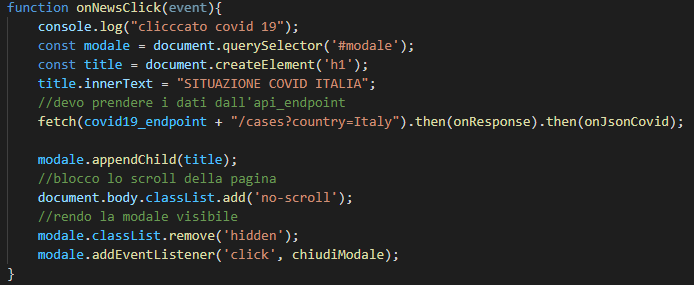 function onNewsClick(event){
    console.log("clicccato covid 19");
    const modale = document.querySelector('#modale');
    const title = document.createElement('h1');
    title.innerText = "SITUAZIONE COVID ITALIA";
    //devo prendere i dati dall'api_endpoint
    fetch(covid19_endpoint + "/cases?country=Italy").then(onResponse).then(onJsonCovid);

    modale.appendChild(title);
    //blocco lo scroll della pagina
    document.body.classList.add('no-scroll');
    //rendo la modale visibile
    modale.classList.remove('hidden');
    modale.addEventListener('click', chiudiModale);
}